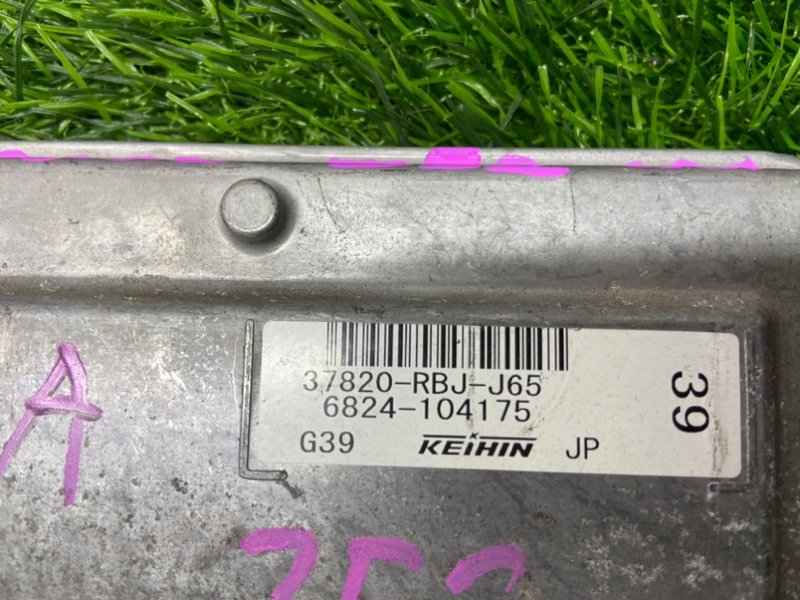 37820-RBJ-J65
6824-104175
G39 KEIHIN JP
39
A